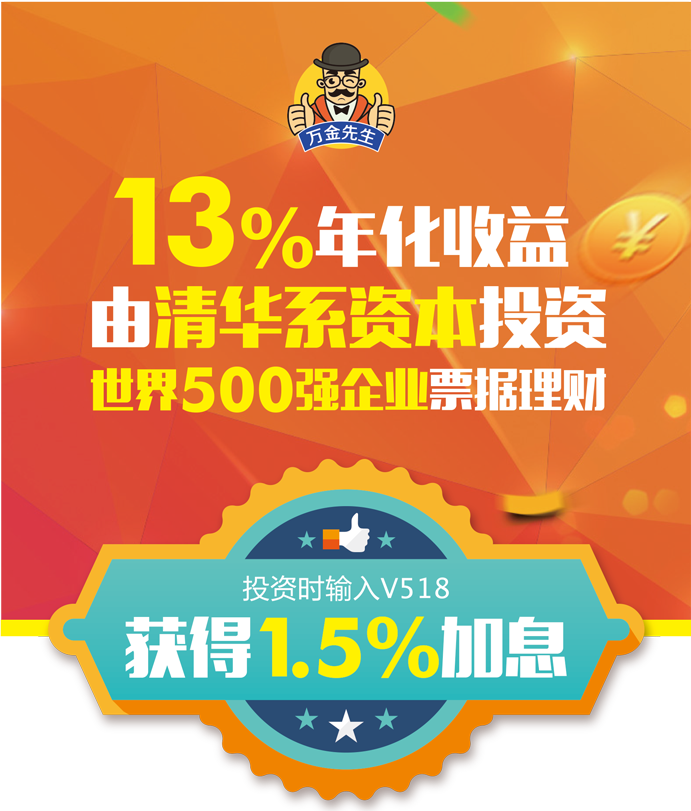 万金先生
13%年化收益
由清华系资本投资
世界500强企业票据理财
投资时输入V518
获得1.5%加息